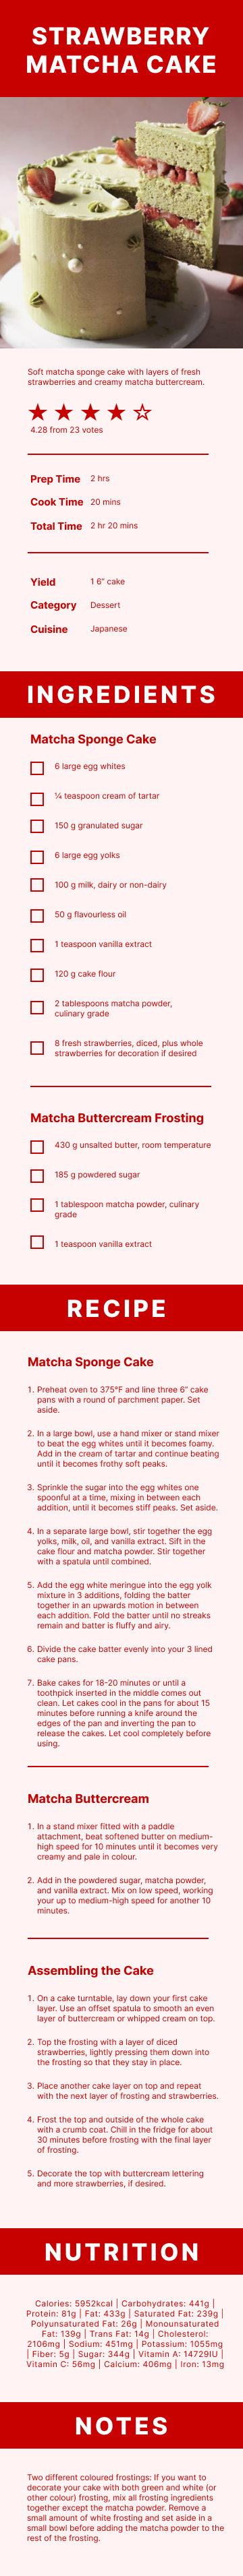 STRAWBERRY
MATCHA CAKE
Soft matcha sponge cake with layers of fresh
strawberries and creamy matcha buttercream.
4.28 from 23 votes
Prep Time 2 hrs
Cook Time 20 mins
Total Time 2 hr 20 mins
Yield 1 6” cake
Category Dessert
Cuisine Japanese
INGREDIENTS
Matcha Sponge Cake
6 large egg whites
¼ teaspoon cream of tartar
150 g granulated sugar
6 large egg yolks
100 g milk, dairy or non-dairy
50 g flavourless oil
1 teaspoon vanilla extract
120 g cake flour
2 tablespoons matcha powder,
culinary grade
8 fresh strawberries, diced, plus whole
strawberries for decoration if desired
Matcha Buttercream Frosting
430 g unsalted butter, room temperature
185 g powdered sugar
1 tablespoon matcha powder, culinary
grade
1 teaspoon vanilla extract
RECIPE
Matcha Sponge Cake
1. Preheat oven to 375°F and line three 6” cake
pans with a round of parchment paper. Set
aside.
2. In a large bowl, use a hand mixer or stand mixer
to beat the egg whites until it becomes foamy.
Add in the cream of tartar and continue beating
until it becomes frothy soft peaks.
3. Sprinkle the sugar into the egg whites one
spoonful at a time, mixing in between each
addition, until it becomes stiff peaks. Set aside.
4. In a separate large bowl, stir together the egg
yolks, milk, oil, and vanilla extract. Sift in the
cake flour and matcha powder. Stir together
with a spatula until combined.
5. Add the egg white meringue into the egg yolk
mixture in 3 additions, folding the batter
together in an upwards motion in between
each addition. Fold the batter until no streaks
remain and batter is fluffy and airy.
6. Divide the cake batter evenly into your 3 lined
cake pans.
7. Bake cakes for 18-20 minutes or until a
toothpick inserted in the middle comes out
clean. Let cakes cool in the pans for about 15
minutes before running a knife around the
edges of the pan and inverting the pan to
release the cakes. Let cool completely before
using.
Matcha Buttercream
1. In a stand mixer fitted with a paddle
attachment, beat softened butter on medium-
high speed for 10 minutes until it becomes very
creamy and pale in colour.
2. Add in the powdered sugar, matcha powder,
and vanilla extract. Mix on low speed, working
your up to medium-high speed for another 10
minutes.
Assembling the Cake
1. On a cake turntable, lay down your first cake
layer. Use an offset spatula to smooth an even
layer of buttercream or whipped cream on top.
2. Top the frosting with a layer of diced
strawberries, lightly pressing them down into
the frosting so that they stay in place.
3. Place another cake layer on top and repeat
with the next layer of frosting and strawberries.
4. Frost the top and outside of the whole cake
with a crumb coat. Chill in the fridge for about
30 minutes before frosting with the final layer
of frosting.
5. Decorate the top with buttercream lettering
and more strawberries, if desired.
NUTRITION
Calories: 5952kcal | Carbohydrates: 441g |
Protein: 81g | Fat: 433g | Saturated Fat: 239g |
Polyunsaturated Fat: 26g | Monounsaturated
Fat: 139g | Trans Fat: 14g | Cholesterol:
2106mg | Sodium: 451mg | Potassium: 1055mg
| Fiber: 5g | Sugar: 344g | Vitamin A: 14729IU |
Vitamin C: 56mg | Calcium: 406mg | Iron: 13mg
NOTES
Two different coloured frostings: If you want to
decorate your cake with both green and white (or
other colour) frosting, mix all frosting ingredients
together except the matcha powder. Remove a
small amount of white frosting and set aside in a
small bowl before adding the matcha powder to the
rest of the frosting.